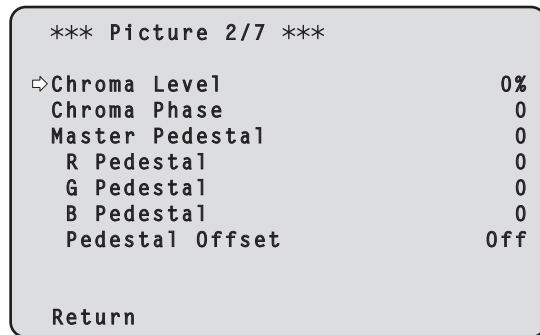 *** Picture 2/7 ***
⇨Chroma Level 0%
Chroma Phase 0
Master Pedestal 0
R Pedestal 0
G Pedestal 0
B Pedestal 0
Pedestal Offset Off
Return